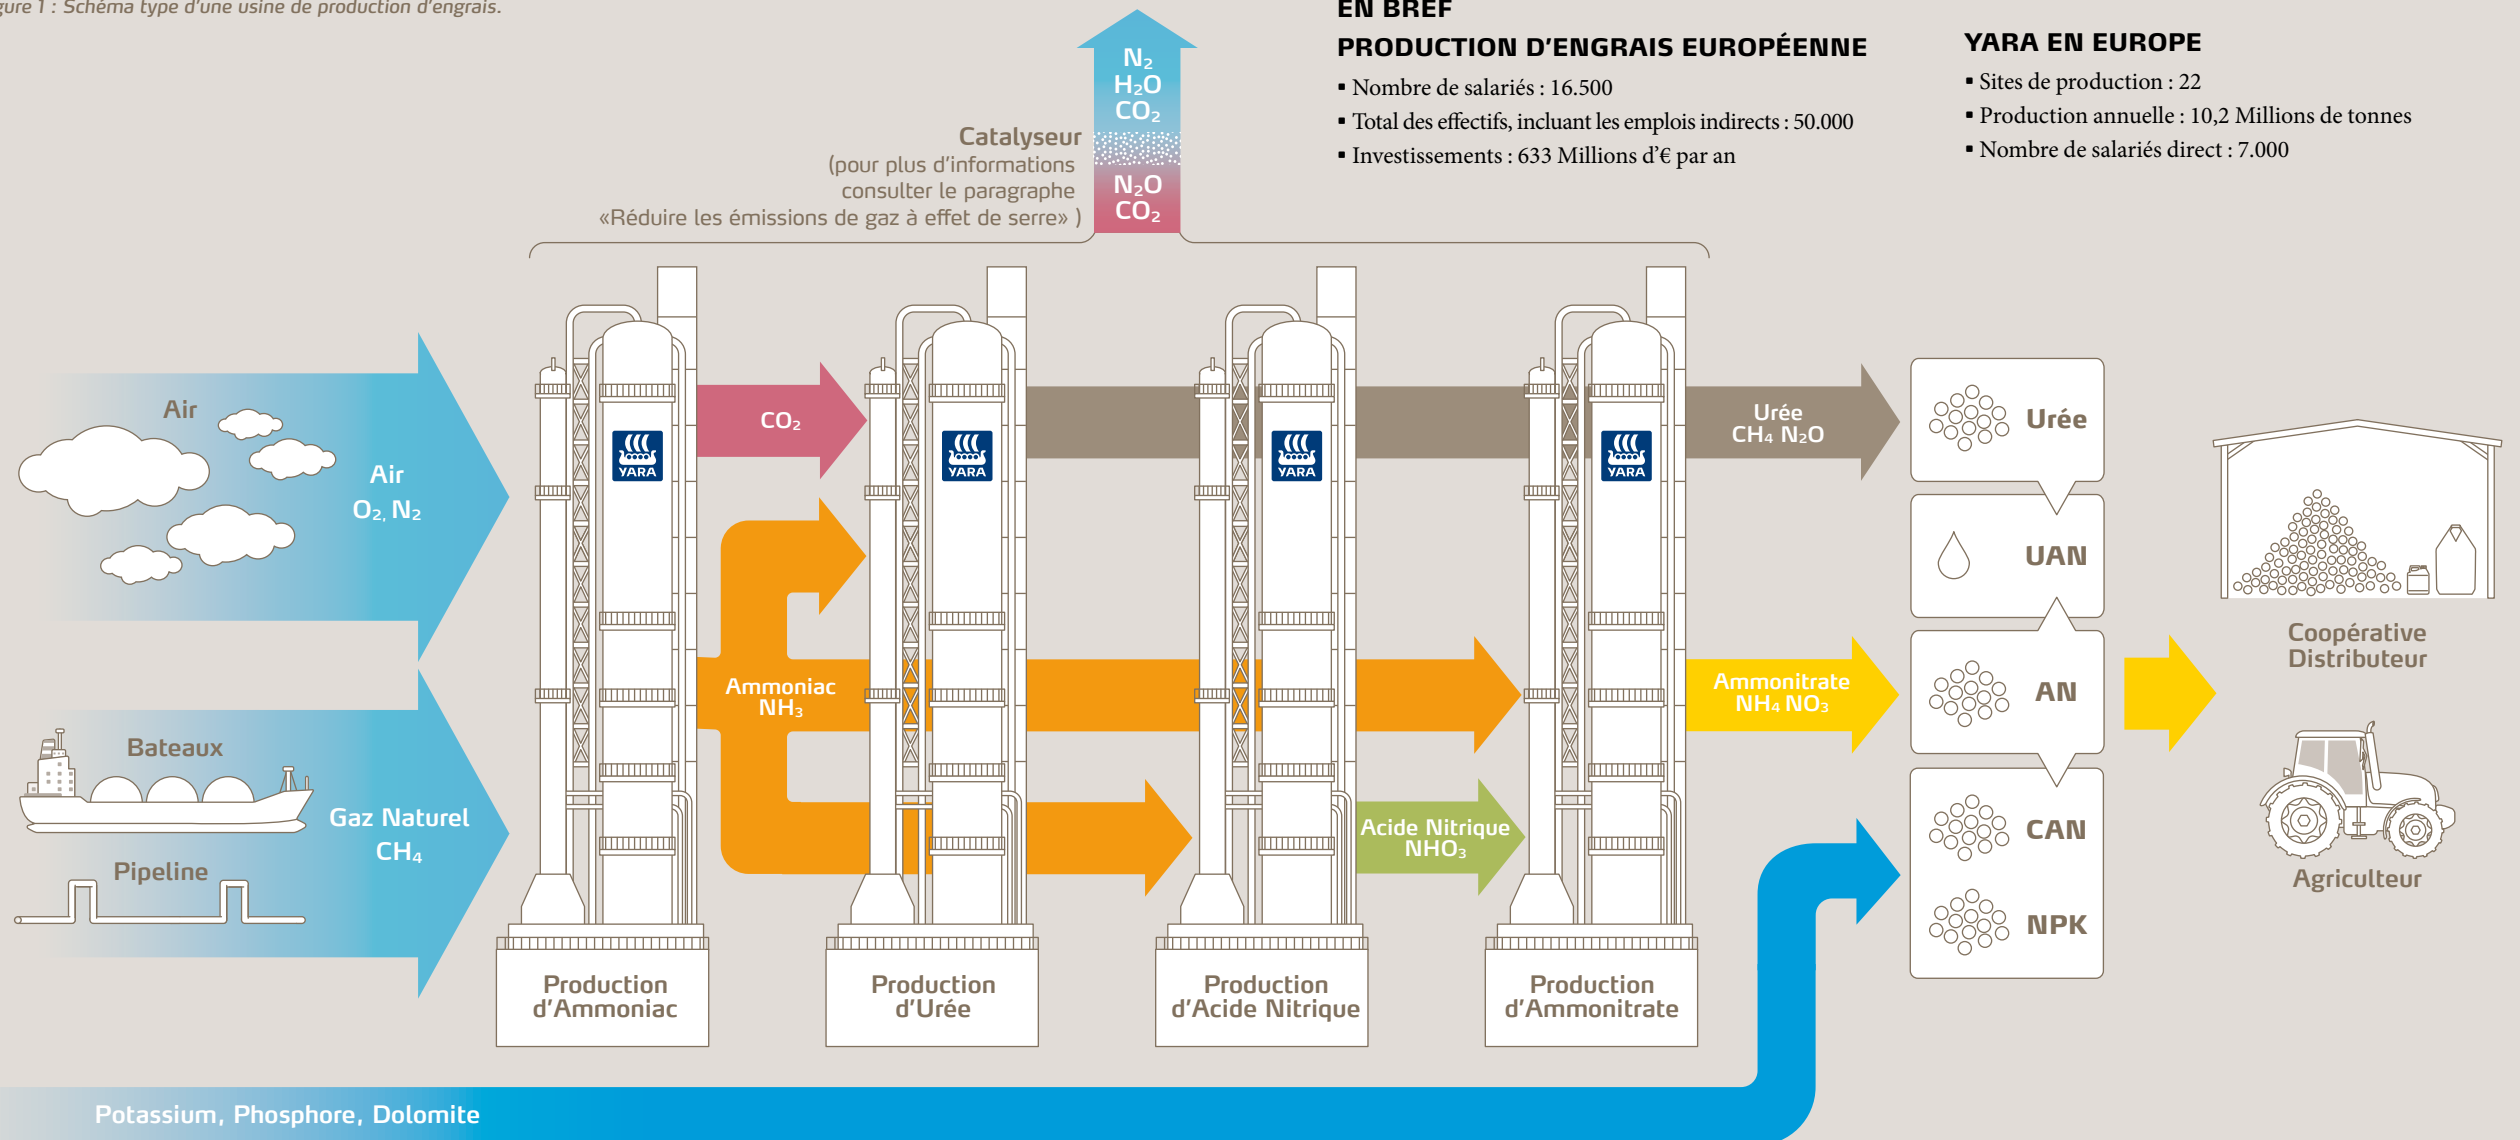 Figure 1 : Schéma type d'une usine de production d'engrais.
EN BREF
PRODUCTION D'ENGRAIS EUROPÉENNE
▪ Nombre de salariés : 16.500
▪ Total des effectifs, incluant les emplois indirects : 50.000
▪ Investissements : 633 Millions d'€ par an
YARA EN EUROPE
▪ Sites de production : 22
▪ Production annuelle : 10,2 Millions de tonnes
▪ Nombre de salariés direct : 7.000
N₂
H₂O
CO₂
Catalyseur
(pour plus d'informations
consulter le paragraphe
«Réduire les émissions de gaz à effet de serre» )
N₂O
CO₂
Air
Air
O₂, N₂
Bateaux
Gaz Naturel
CH₄
Pipeline
YARA
YARA
YARA
YARA
CO₂
Ammoniac
NH₃
Acide Nitrique
NHO₃
Urée
CH₄ N₂O
Ammonitrate
NH₄ NO₃
Urée
UAN
AN
CAN
NPK
Coopérative
Distributeur
Agriculteur
Production
d'Ammoniac
Production
d'Urée
Production
d'Acide Nitrique
Production
d'Ammonitrate
Potassium, Phosphore, Dolomite